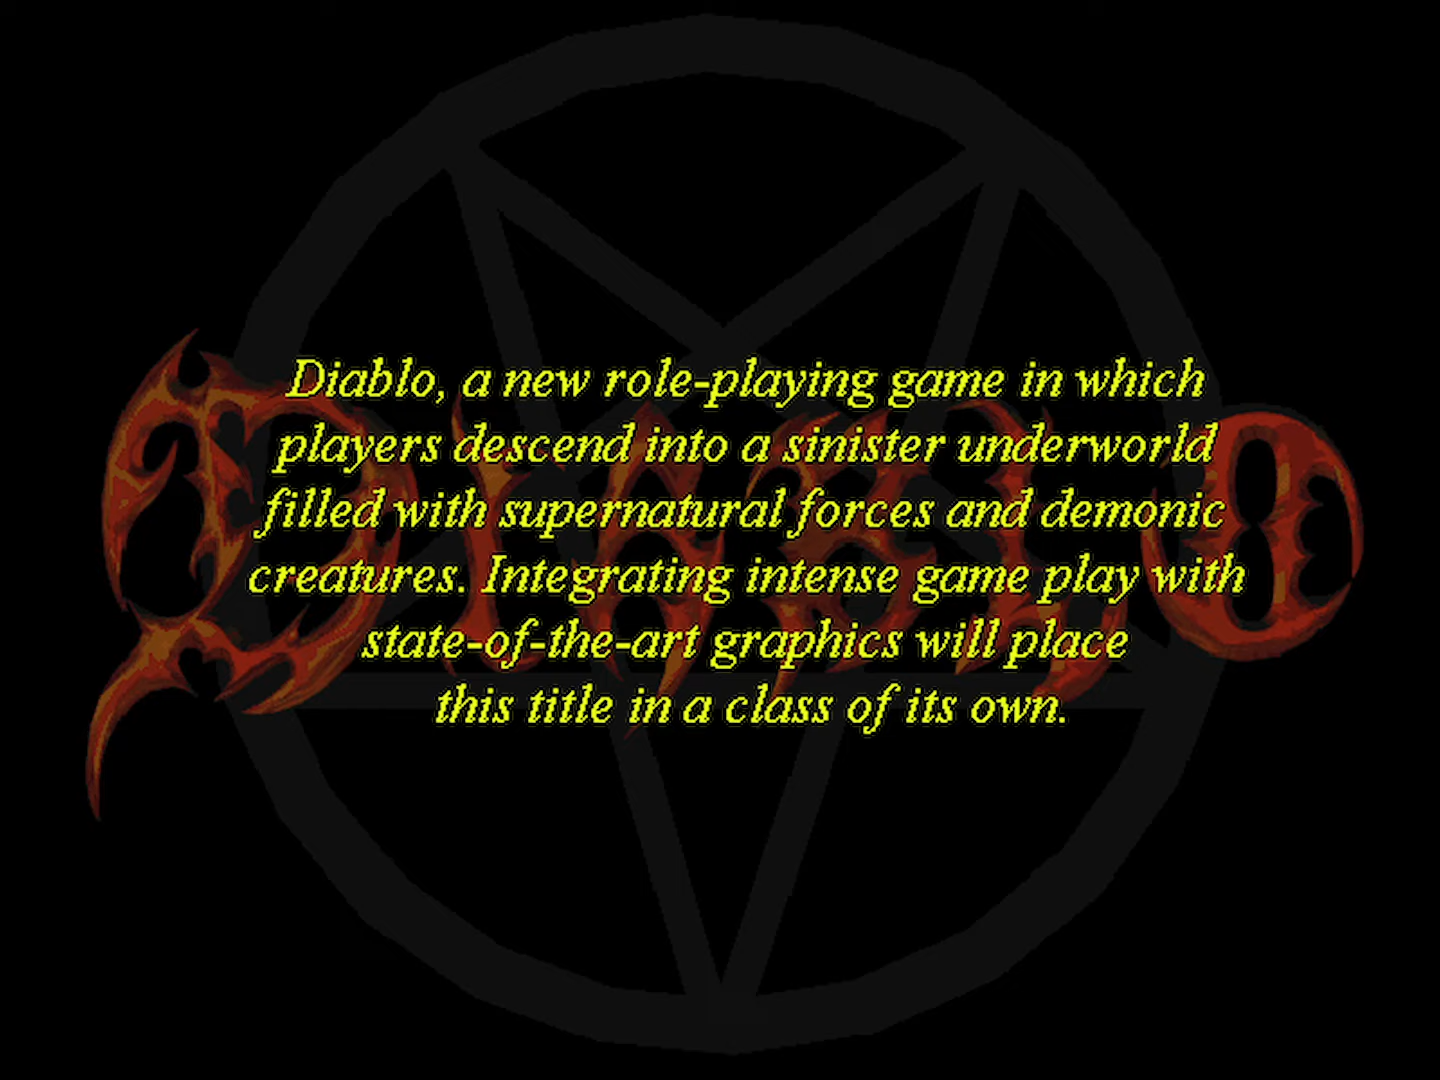 Diablo
Diablo, a new role-playing game in which
players descend into a sinister underworld
filled with supernatural forces and demonic
creatures. Integrating intense game play with
state-of-the-art graphics will place
this title in a class of its own.